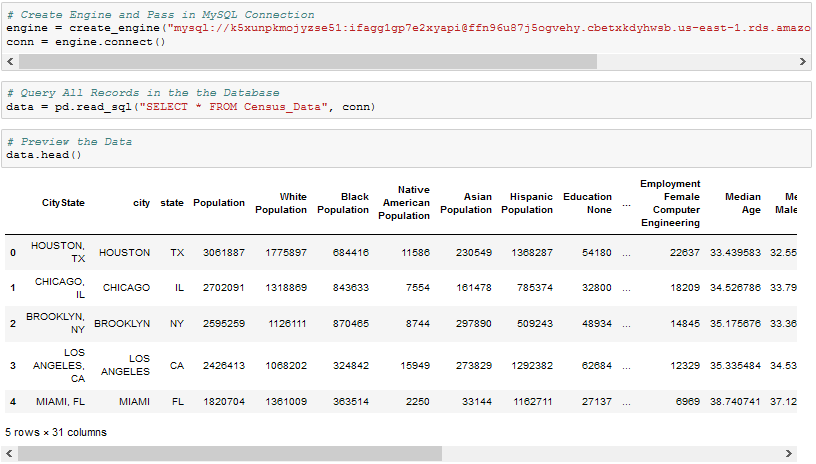 # Create Engine and Pass in MySQL Connection
engine = create_engine("mysql://k5xunpkmojyzse51:ifagg1gp7e2xyapi@ffn96u87j5ogvehy.cbetxkdyhwsb.us-east-1.rds.amazo
conn = engine.connect()
# Query All Records in the the Database
data = pd.read_sql("SELECT * FROM Census_Data", conn)
# Preview the Data
data.head()
CityState city state Population White Population Black Population Native American Population Asian Population Hispanic Population Education None ... Employment Female Computer Engineering Median Age Me Male
0 HOUSTON, TX HOUSTON TX 3061887 1775897 684416 11586 230549 1368287 54180 ... 22637 33.439583 32.55
1 CHICAGO, IL CHICAGO IL 2702091 1318869 843633 7554 161478 785374 32800 ... 18209 34.526786 33.79
2 BROOKLYN, NY BROOKLYN NY 2595259 1126111 870465 8744 297890 509243 48934 ... 14845 35.175676 33.36
3 LOS ANGELES, CA LOS ANGELES CA 2426413 1068202 324842 15949 273829 1292382 62684 ... 12329 35.335484 34.53
4 MIAMI, FL MIAMI FL 1820704 1361009 363514 2250 33144 1162711 27137 ... 6969 38.740741 37.12
5 rows × 31 columns